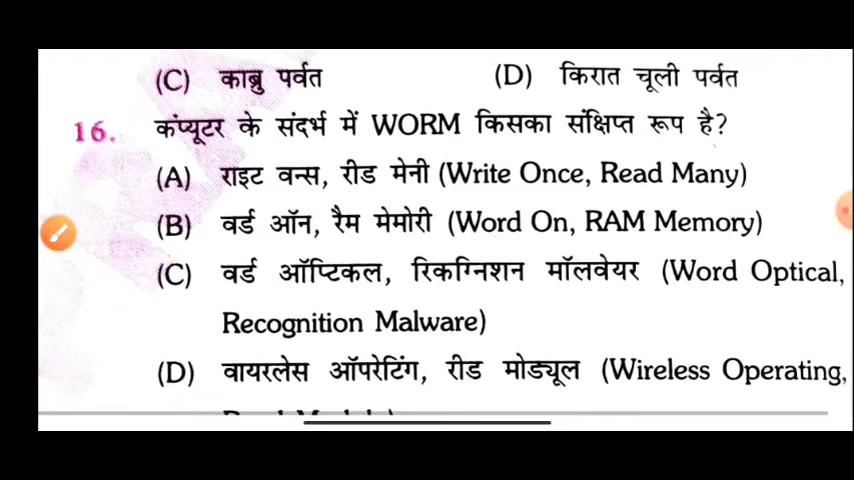 (C) काब्रु पर्वत (D) किरात चूली पर्वत
16. कंप्यूटर के संदर्भ में WORM किसका संक्षिप्त रूप है?
(A) राइट वन्स, रीड मेनी (Write Once, Read Many)
(B) वर्ड ऑन, रैम मेमोरी (Word On, RAM Memory)
(C) वर्ड ऑप्टिकल, रिकग्निशन मॉलवेयर (Word Optical,
Recognition Malware)
(D) वायरलेस ऑपरेटिंग, रीड मोड्यूल (Wireless Operating,